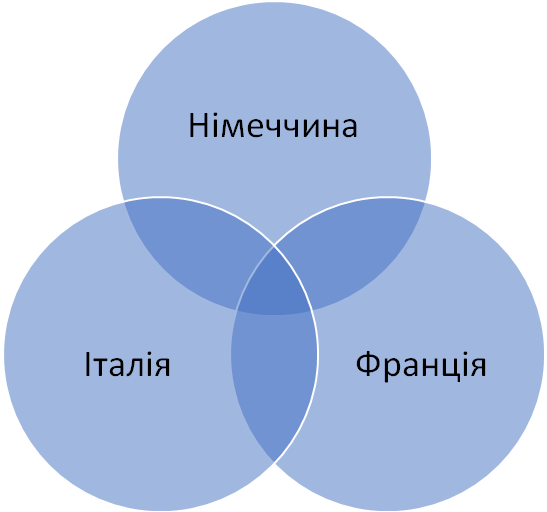 Німеччина
Італія
Франція